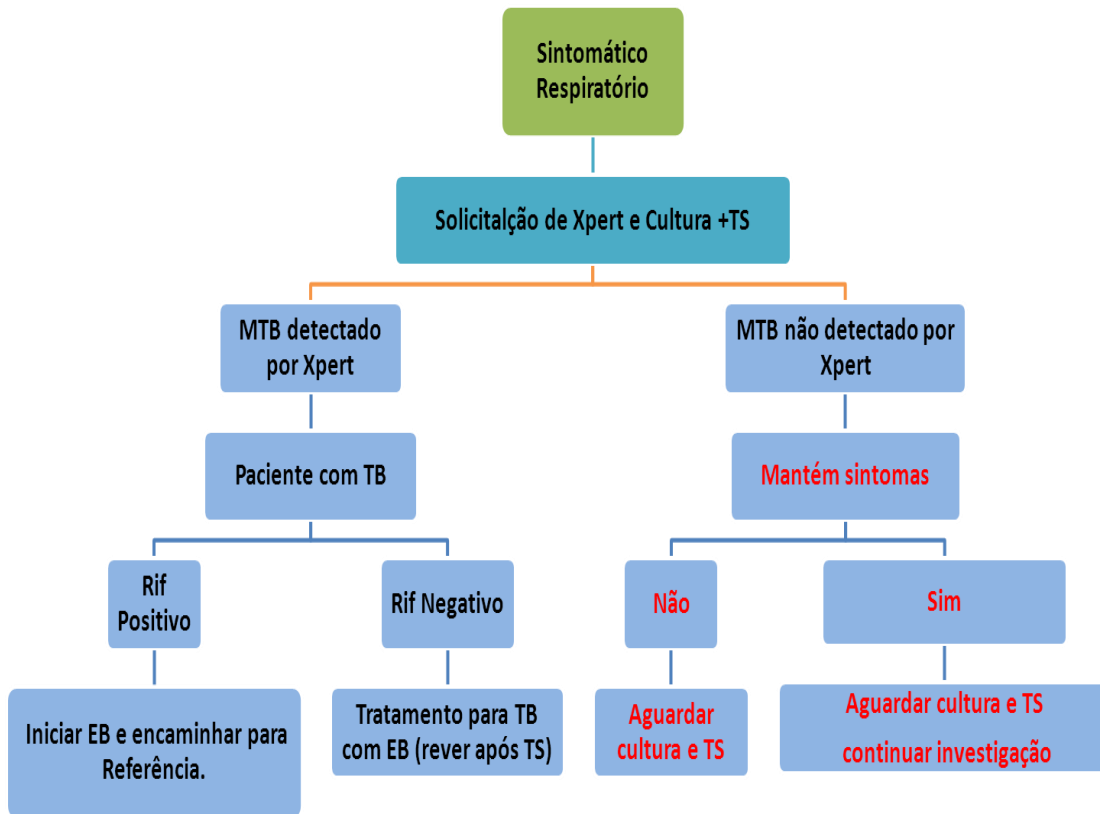 Sintomático
Respiratório
Solicitalção de Xpert e Cultura +TS
MTB detectado
por Xpert
MTB não detectado por
Xpert
Paciente com TB
Mantém sintomas
Rif
Positivo
Rif Negativo
Não
Sim
Iniciar EB e encaminhar para
Referência.
Tratamento para TB
com EB (rever após TS)
Aguardar
cultura e TS
Aguardar cultura e TS
continuar investigação